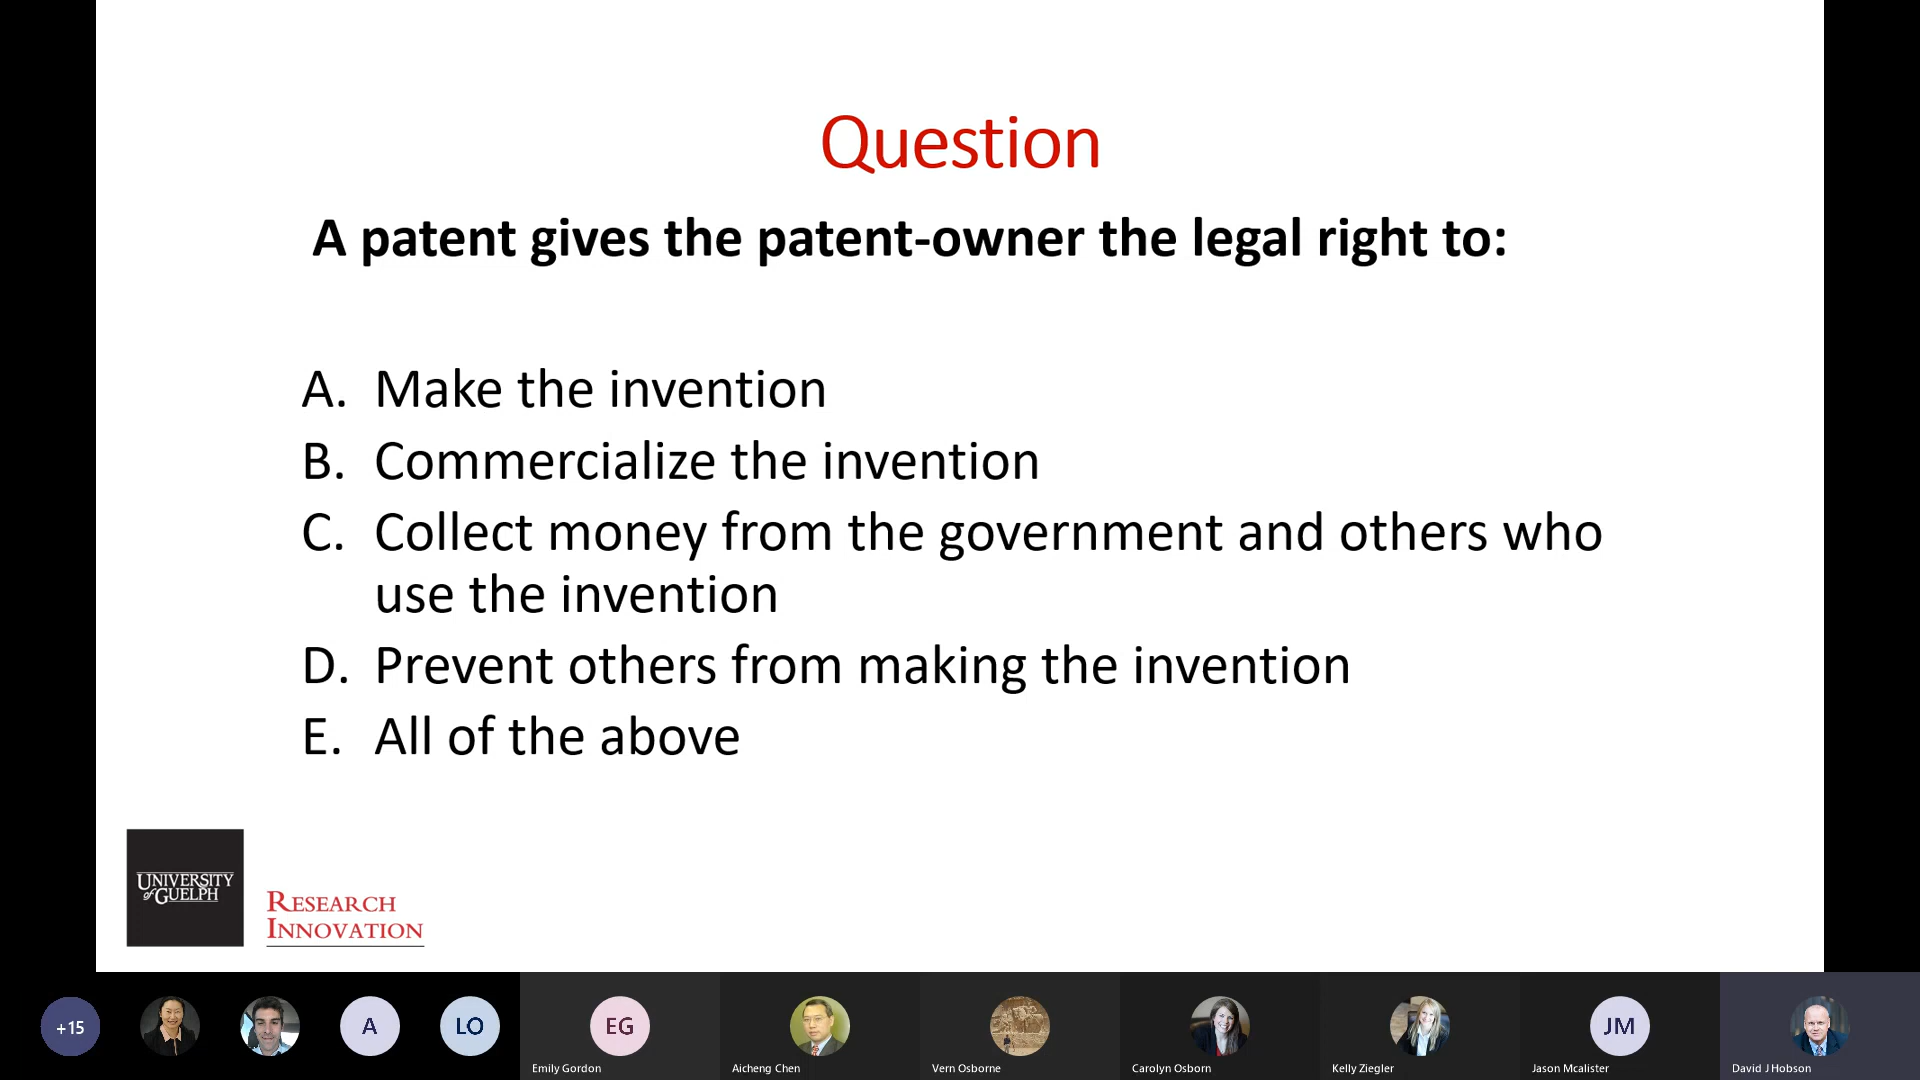 Question
A patent gives the patent-owner the legal right to:
A. Make the invention
B. Commercialize the invention
C. Collect money from the government and others who
use the invention
D. Prevent others from making the invention
E. All of the above
UNIVERSITY
of GUELPH
RESEARCH
INNOVATION
+15
A
LO
EG
JM
Emily Gordon
Aicheng Chen
Vern Osborne
Carolyn Osborn
Kelly Ziegler
Jason Mcalister
David J Hobson